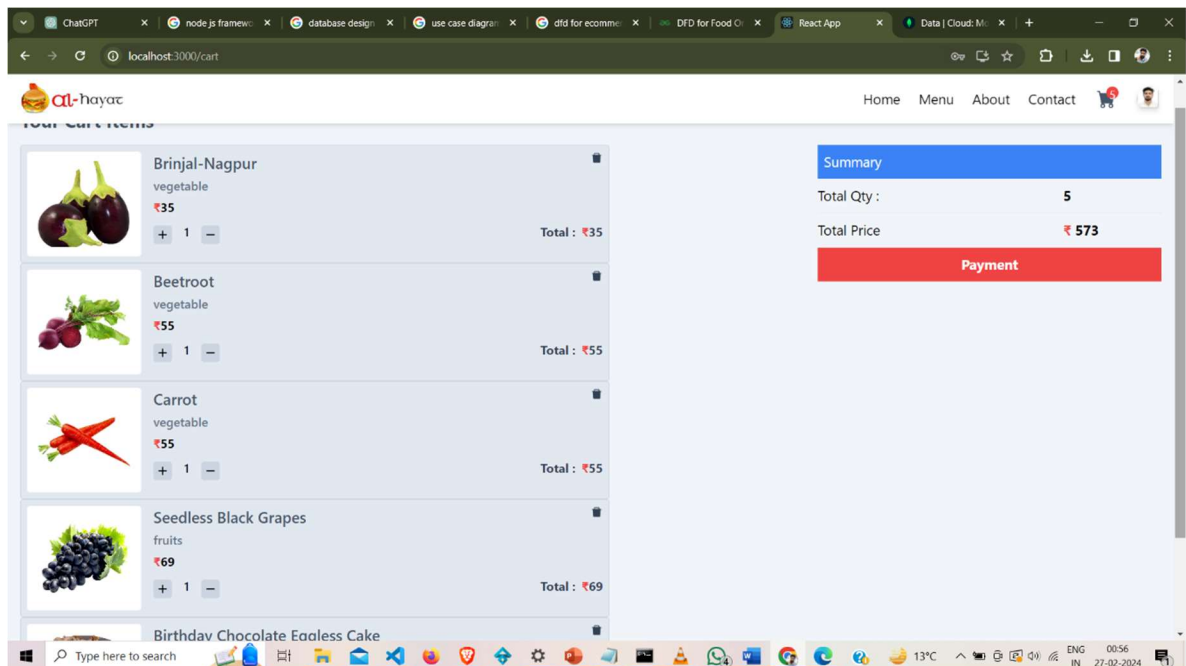 ChatGPT
node js framewo
database design
use case diagran
dfd for ecomme
DFD for Food O
React App
Data | Cloud: Mo
localhost:3000/cart
al-hayat
Home Menu About Contact 5
Your Cart Items
Brinjal-Nagpur
vegetable
₹35
+ 1 −
Total : ₹35
Beetroot
vegetable
₹55
+ 1 −
Total : ₹55
Carrot
vegetable
₹55
+ 1 −
Total : ₹55
Seedless Black Grapes
fruits
₹69
+ 1 −
Total : ₹69
Birthday Chocolate Eggless Cake
Summary
Total Qty : 5
Total Price ₹ 573
Payment
Type here to search
13°C
ENG
IN
00:56
27-02-2024